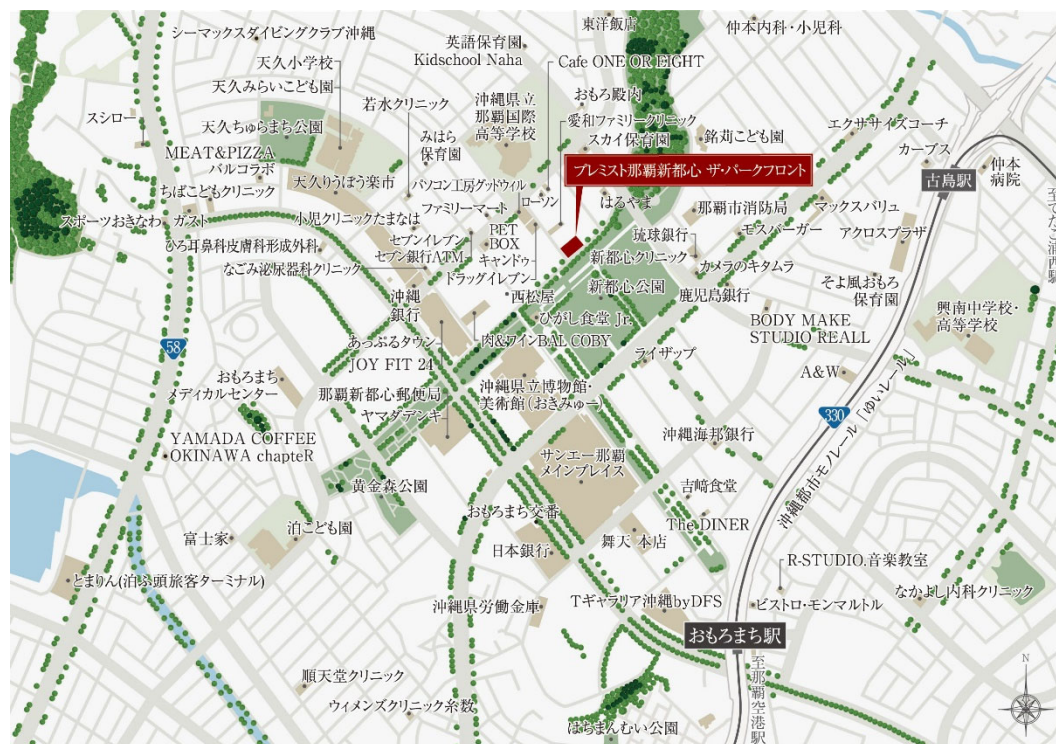 シーマックスダイビングクラブ沖縄
東洋飯店
仲本内科・小児科
英語保育園
Kidschool Naha
Cafe ONE OR EIGHT
天久小学校
天久みらいこども園
おもろ殿内
若水クリニック
沖縄県立
那覇国際
高等学校
愛和ファミリークリニック
スカイ保育園
銘苅こども園
エクササイズコーチ
カーブス
スシロー
天久ちゅらまち公園
みはら
保育園
プレミスト那覇新都心 ザ・パークフロント
古島駅
仲本
病院
至てだこ浦西駅
MEAT&PIZZA
バルコラボ
ちばこどもクリニック
天久りうぼう楽市
パソコン工房グッドウィル
ファミリーマート
ローソン
はるやま
那覇市消防局
マックスバリュ
スポーツおきなわ
ガスト
小児クリニックたまなは
PET
BOX
琉球銀行
モスバーガー
アクロスプラザ
ひろ耳鼻科皮膚科形成外科
セブンイレブン
セブン銀行ATM
キャンドゥ
新都心クリニック
カメラのキタムラ
なごみ泌尿器科クリニック
ドラッグイレブン
新都心公園
そよ風おもろ
保育園
沖縄
銀行
西松屋
鹿児島銀行
興南中学校・
高等学校
ひがし食堂 Jr.
BODY MAKE
STUDIO REALL
あっぷるタウン
肉&ワインBAL COBY
58
JOY FIT 24
ライザップ
A&W
おもろまち
メディカルセンター
那覇新都心郵便局
沖縄県立博物館・
美術館(おきみゅー)
ヤマダデンキ
330
沖縄都市モノレール「ゆいレール」
YAMADA COFFEE
OKINAWA chapteR
沖縄海邦銀行
サンエー那覇
メインプレイス
黄金森公園
古﨑食堂
おもろまち交番
The DINER
富士家
泊こども園
日本銀行
舞天 本店
R-STUDIO.音楽教室
とまりん(泊ふ頭旅客ターミナル)
なかよし内科クリニック
沖縄県労働金庫
Tギャラリア沖縄byDFS
ビストロ・モンマルトル
おもろまち駅
順天堂クリニック
至那覇空港駅
N
ウィメンズクリニック糸数
はちまんむい公園